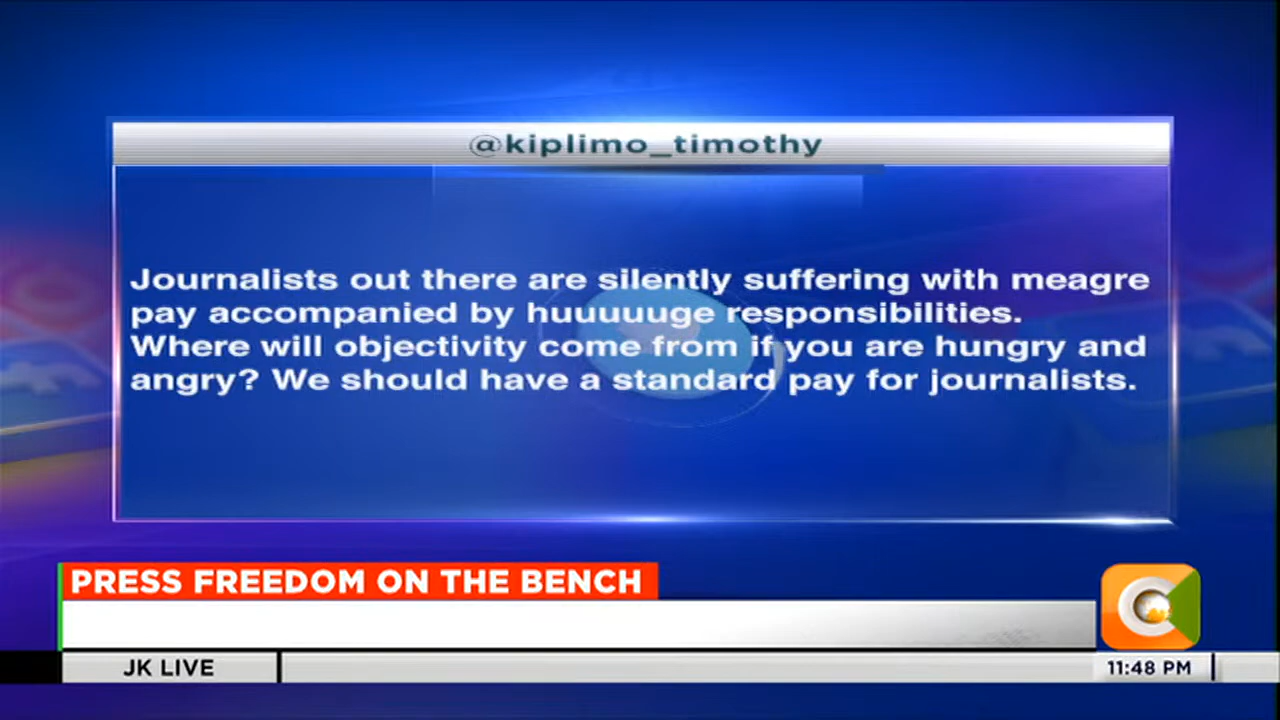 @kiplimo_timothy
Journalists out there are silently suffering with meagre
pay accompanied by huuuuuge responsibilities.
Where will objectivity come from if you are hungry and
angry? We should have a standard pay for journalists.
PRESS FREEDOM ON THE BENCH
JK LIVE
11:48 PM